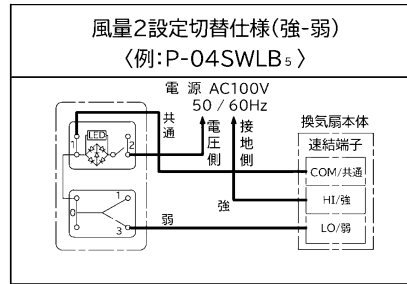 風量2設定切替仕様(強-弱)
〈例:P-04SWLB₅〉
電 源 AC100V
50 / 60Hz
共通
電圧側
接地側
換気扇本体
速結端子
COM/共通
HI/強
LO/弱
LED
1
2
0
1
3
弱
強